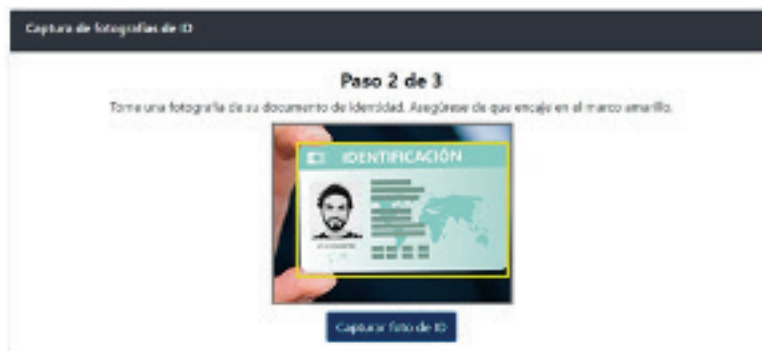 Captura de fotografías de ID
Paso 2 de 3
Tome una fotografía de su documento de identidad. Asegúrese de que encaje en el marco amarillo.
IDENTIFICACIÓN
Capturar foto de ID